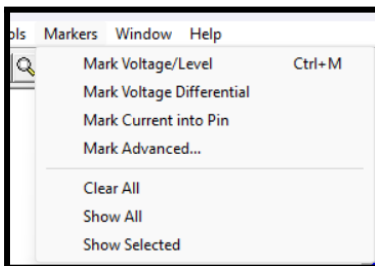 ols Markers Window Help
Mark Voltage/Level Ctrl+M
Mark Voltage Differential
Mark Current into Pin
Mark Advanced...
Clear All
Show All
Show Selected